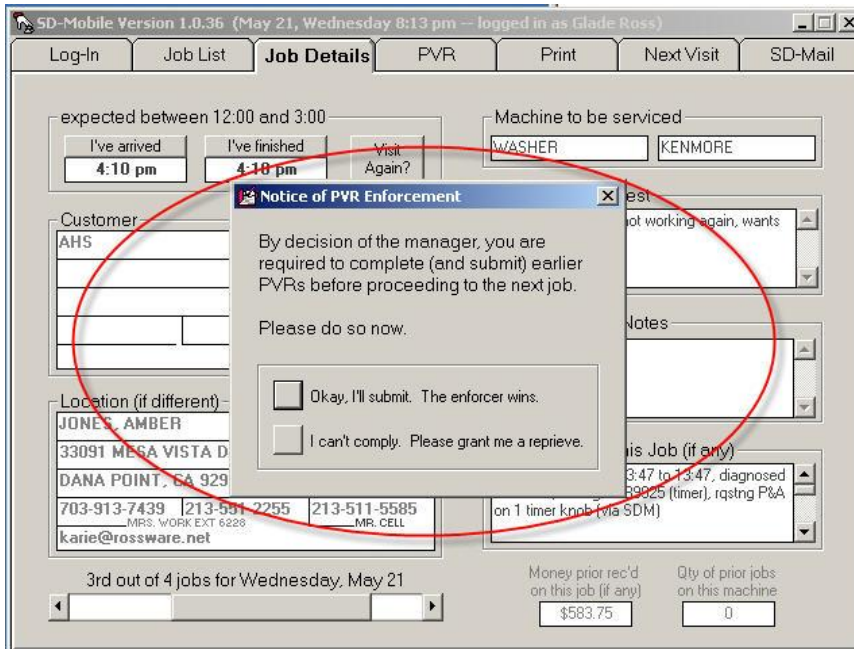 SD-Mobile Version 1.0.36 (May 21, Wednesday 8:13 pm -- logged in as Glade Ross)
Log-In Job List Job Details PVR Print Next Visit SD-Mail
expected between 12:00 and 3:00
I've arrived I've finished Visit Again?
4:10 pm 4:18 pm
Machine to be serviced
WASHER KENMORE
Customer
AHS
est
not working again, wants
Notice of PVR Enforcement
By decision of the manager, you are
required to complete (and submit) earlier
PVRs before proceeding to the next job.
Please do so now.
Okay, I'll submit. The enforcer wins.
I can't comply. Please grant me a reprieve.
Notes
Location (if different)
JONES, AMBER
33091 MESA VISTA D
DANA POINT, CA 929
703-913-7439 213-551-2255 213-511-5585
MRS. WORK EXT 6228 MR. CELL
karie@rossware.net
is Job (if any)
3:47 to 13:47, diagnosed
(timer), rqstng P&A
on 1 timer knob (via SDM)
3rd out of 4 jobs for Wednesday, May 21
Money prior rec'd
on this job (if any)
$583.75
Qty of prior jobs
on this machine
0